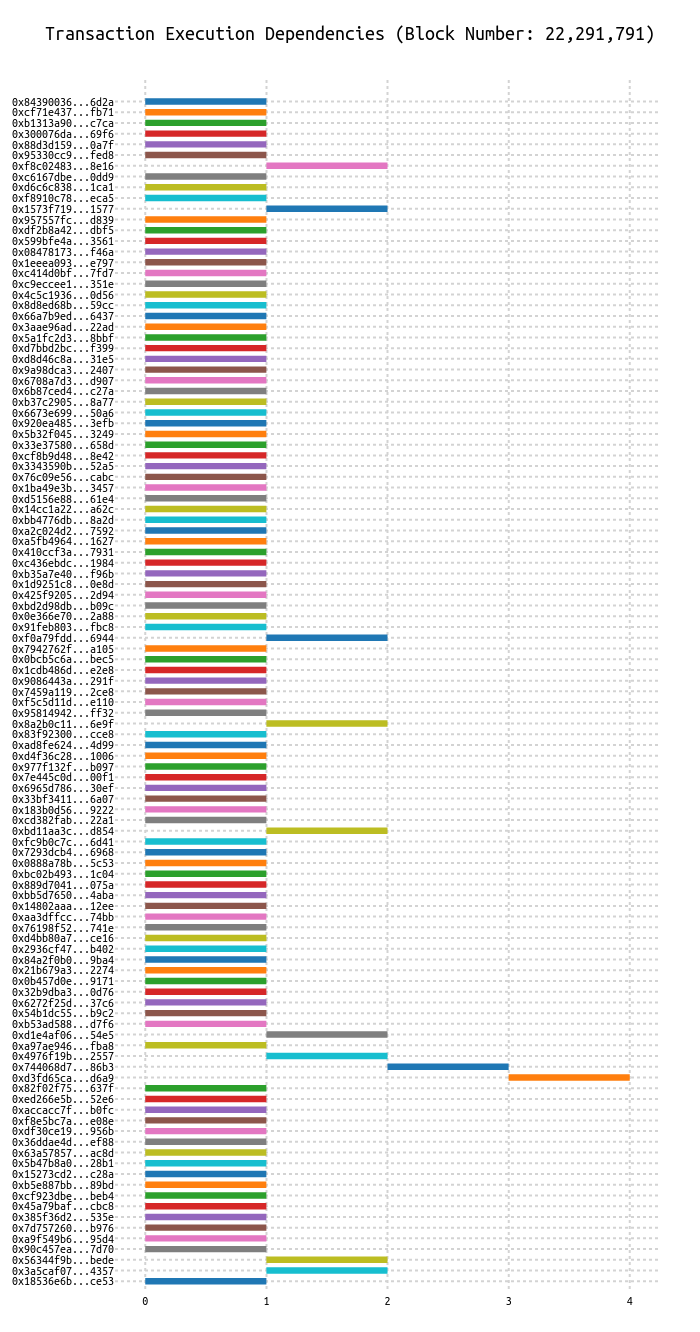 Transaction Execution Dependencies (Block Number: 22,291,791)
0x84390036...6d2a
0xcf71e437...fb71
0xb1313a90...c7ca
0x300076da...69f6
0x88d3d159...0a7f
0x95330cc9...fed8
0xf8c02483...8e16
0xc6167dbe...0dd9
0xd6c6c838...1ca1
0xf8910c78...eca5
0x1573f719...1577
0x957557fc...d839
0xdf2b8a42...dbf5
0x599bfe4a...3561
0x08478173...f46a
0x1eeea093...e797
0xc414d0bf...7fd7
0xc9eccee1...351e
0x4c5c1936...0d56
0x8d8ed68b...59cc
0x66a7b9ed...6437
0x3aae96ad...22ad
0x5a1fc2d3...8bbf
0xd7bbd2bc...f399
0xd8d46c8a...31e5
0x9a98dca3...2407
0x6708a7d3...d907
0x6b87ced4...c27a
0xb37c2905...8a77
0x6673e699...50a6
0x920ea485...3efb
0x5b32f045...3249
0x33e37580...658d
0xcf8b9d48...8e42
0x3343590b...52a5
0x76c09e56...cabc
0x1ba49e3b...3457
0xd5156e88...61e4
0x14cc1a22...a62c
0xbb4776db...8a2d
0xa2c024d2...7592
0xa5fb4964...1627
0x410ccf3a...7931
0xc436ebdc...1984
0xb35a7e40...f96b
0x1d9251c8...0e8d
0x425f9205...2d94
0xbd2d98db...b09c
0x0e366e70...2a88
0x91feb803...fbc8
0xf0a79fdd...6944
0x7942762f...a105
0x0bcb5c6a...bec5
0x1cdb486d...e2e8
0x9086443a...291f
0x7459a119...2ce8
0xf5c5d11d...e110
0x95814942...ff32
0x8a2b0c11...6e9f
0x83f92300...cce8
0xad8fe624...4d99
0xd4f36c28...1006
0x977f132f...b097
0x7e445c0d...00f1
0x6965d786...30ef
0x33bf3411...6a07
0x183b0d56...9222
0xcd382fab...22a1
0xbd11aa3c...d854
0xfc9b0c7c...6d41
0x7293dcb4...6968
0x0888a78b...5c53
0xbc02b493...1c04
0x889d7041...075a
0xbb5d7650...4aba
0x14802aaa...12ee
0xaa3dffcc...74bb
0x76198f52...741e
0xd4bb80a7...ce16
0x2936cf47...b402
0x84a2f0b0...9ba4
0x21b679a3...2274
0x0b457d0e...9171
0x32b9dba3...0d76
0x6272f25d...37c6
0x54b1dc55...b9c2
0xb53ad588...d7f6
0xd1e4af06...54e5
0xa97ae946...fba8
0x4976f19b...2557
0x744068d7...86b3
0xd3fd65ca...d6a9
0x82f02f75...637f
0xed266e5b...52e6
0xaccacc7f...b0fc
0xf8e5bc7a...e08e
0xdf30ce19...956b
0x36ddae4d...ef88
0x63a57857...ac8d
0x5b47b8a0...28b1
0x15273cd2...c28a
0xb5e887bb...89bd
0xcf923dbe...beb4
0x45a79baf...cbc8
0x385f36d2...535e
0x7d757260...b976
0xa9f549b6...95d4
0x90c457ea...7d70
0x56344f9b...bede
0x3a5caf07...4357
0x18536e6b...ce53
0 1 2 3 4